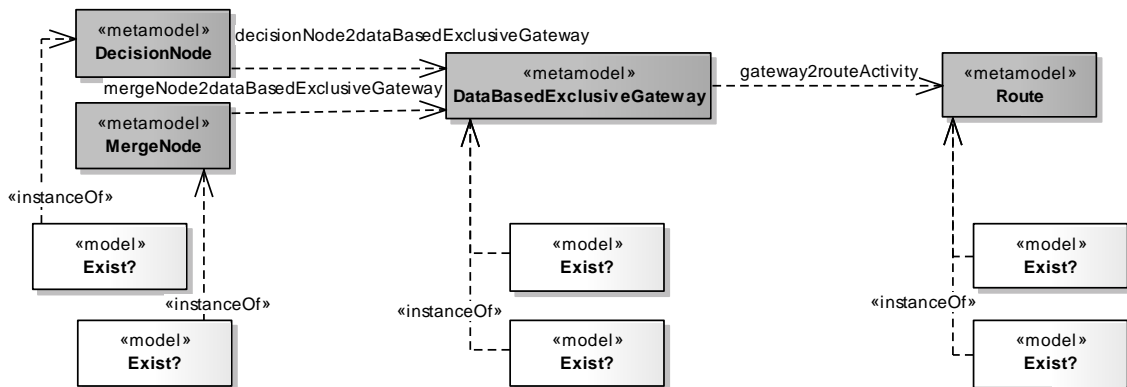 «metamodel»
DecisionNode
decisionNode2dataBasedExclusiveGateway
mergeNode2dataBasedExclusiveGateway
«metamodel»
MergeNode
«metamodel»
DataBasedExclusiveGateway
gateway2routeActivity
«metamodel»
Route
«instanceOf»
«model»
Exist?
«instanceOf»
«model»
Exist?
«model»
Exist?
«instanceOf»
«model»
Exist?
«model»
Exist?
«instanceOf»
«model»
Exist?